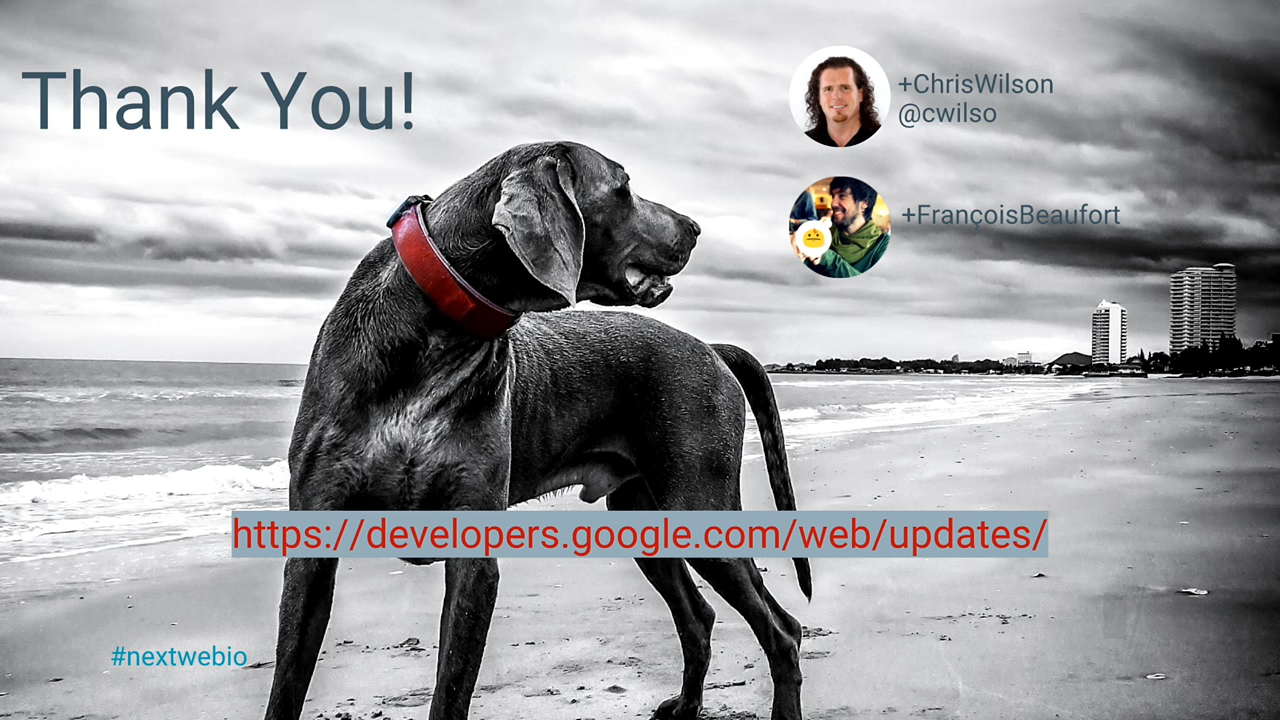 Thank You!
+ChrisWilson
@cwilso
+FrançoisBeaufort
https://developers.google.com/web/updates/
#nextwebio